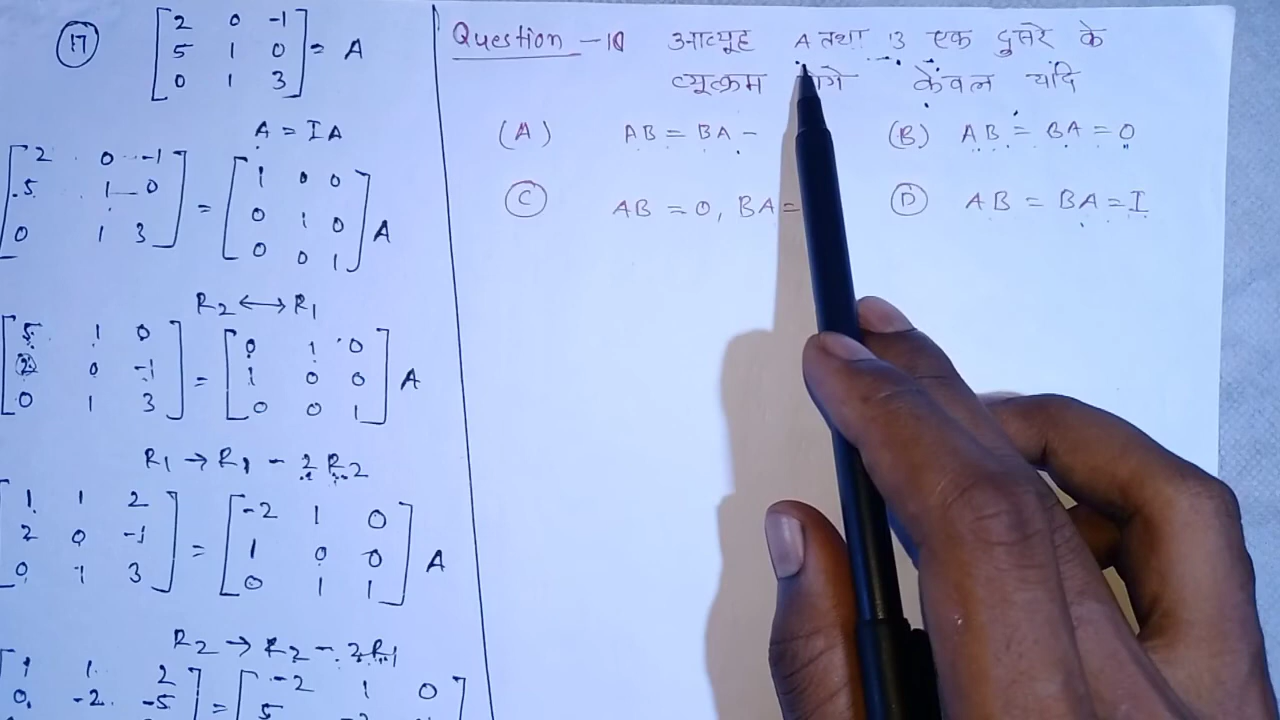 17
2 0 -1
5 1 0 = A
0 1 3
A = IA
2 0 -1
5 1 0 = 
0 1 3
1 0 0
0 1 0 A
0 0 1
R2 ↔ R1
5 1 0
2 0 -1 =
0 1 3
0 1 0
1 0 0 A
0 0 1
R1 → R1 - 2R2
1 1 2
2 0 -1 =
0 1 3
-2 1 0
1 0 0 A
0 1 1
R2 → R2 - 2R1
1 1 2
0 -2 -5 =
-2 1 0
5
Question - 18 आव्यूह A तथा B एक दुसरे के
व्युत्क्रम केवल यदि
(A) AB = BA -
(B) AB = BA = 0
(C) AB = 0, BA =
(D) AB = BA = I